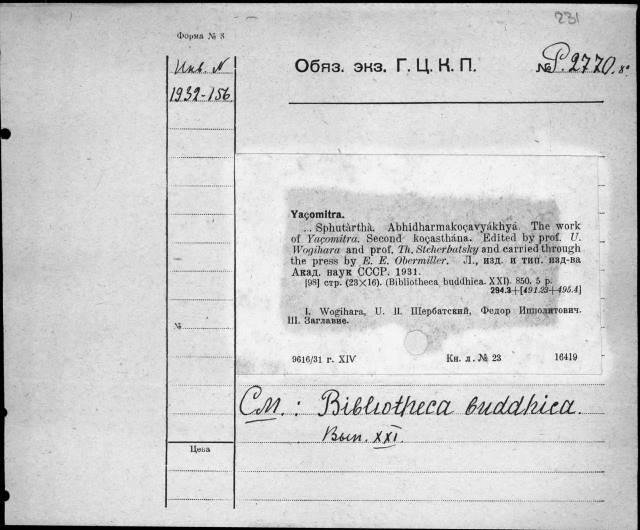 231
Форма № 3
Инв. N
1932-156
Обяз. экз. Г. Ц. К. П.
№ P.2770. 8°
Yaçomitra.
.. Sphutàrthà. Abhidharmakoçavyàkhyà. The work
of Yaçomitra. Second koçasthàna. Edited by prof. U.
Wogihara and prof. Th. Stcherbatsky and carried through
the press by E. E. Obermiller. Л., изд. и тип. изд-ва
Акад. наук СССР. 1931.
[98] стр. (23×16). (Bibliotheca buddhica. XXI). 850. 5 р.
294.3+[491.23+495.4]
I. Wogihara, U. II. Щербатский, Федор Ипполитович.
III. Заглавие.
9616/31 г. XIV
Кн. л. № 23
16419
№
См.: Bibliotheca buddhica.
Вып. XXI.
Цена